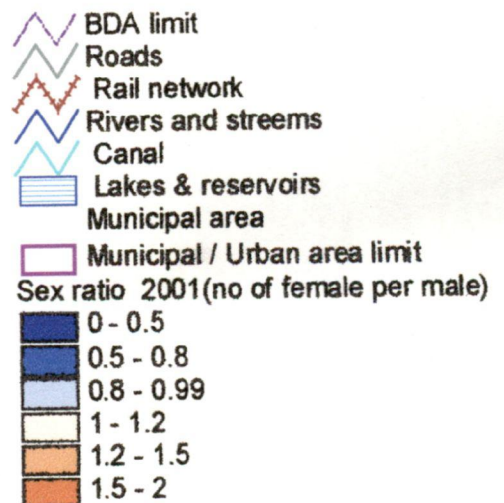 BDA limit
Roads
Rail network
Rivers and streems
Canal
Lakes & reservoirs
Municipal area
Municipal / Urban area limit
Sex ratio 2001(no of female per male)
0 - 0.5
0.5 - 0.8
0.8 - 0.99
1 - 1.2
1.2 - 1.5
1.5 - 2